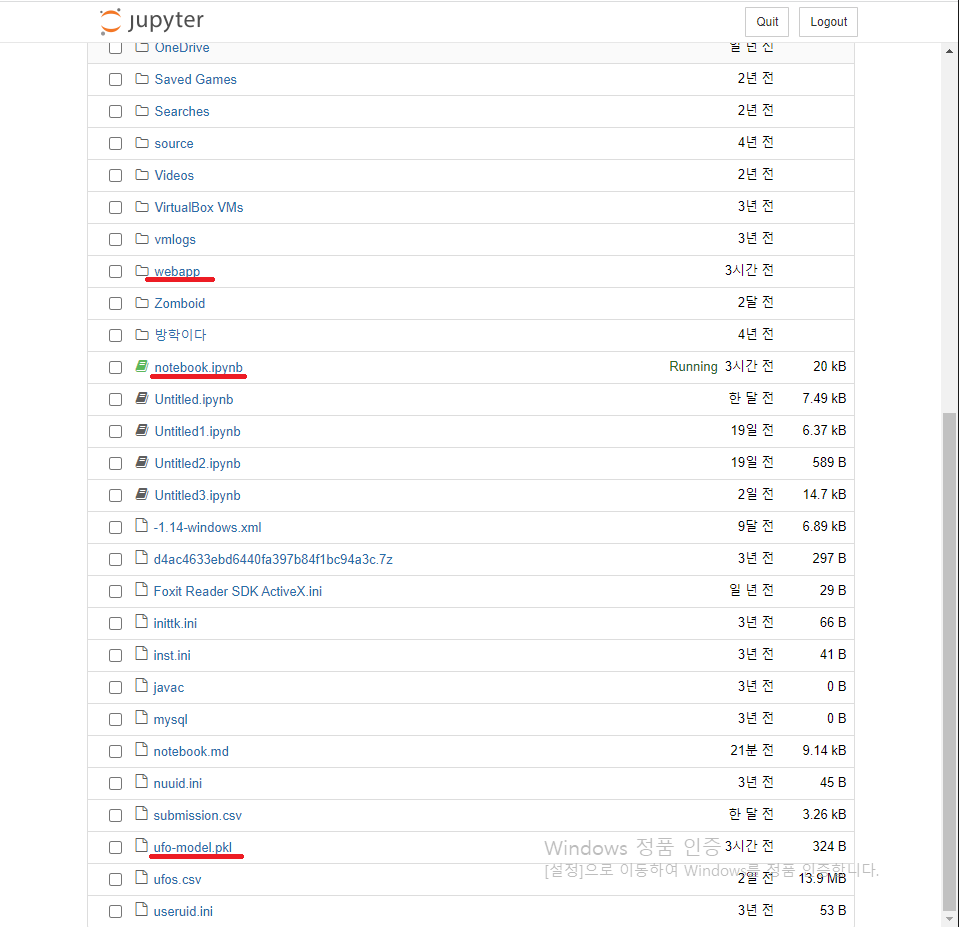 jupyter Quit Logout
OneDrive 일 년 전
Saved Games 2년 전
Searches 2년 전
source 4년 전
Videos 2년 전
VirtualBox VMs 3년 전
vmlogs 3년 전
webapp 3시간 전
Zomboid 2달 전
방학이다 4년 전
notebook.ipynb Running 3시간 전 20 kB
Untitled.ipynb 한 달 전 7.49 kB
Untitled1.ipynb 19일 전 6.37 kB
Untitled2.ipynb 19일 전 589 B
Untitled3.ipynb 2일 전 14.7 kB
-1.14-windows.xml 9달 전 6.89 kB
d4ac4633ebd6440fa397b84f1bc94a3c.7z 3년 전 297 B
Foxit Reader SDK ActiveX.ini 일 년 전 29 B
inittk.ini 3년 전 66 B
inst.ini 3년 전 41 B
javac 3년 전 0 B
mysql 3년 전 0 B
notebook.md 21분 전 9.14 kB
nuuid.ini 3년 전 45 B
submission.csv 한 달 전 3.26 kB
ufo-model.pkl 3시간 전 324 B
Windows 정품 인증
[설정]으로 이동하여 Windows를 정품 인증합니다.
ufos.csv 2일 전 13.9 MB
useruid.ini 3년 전 53 B